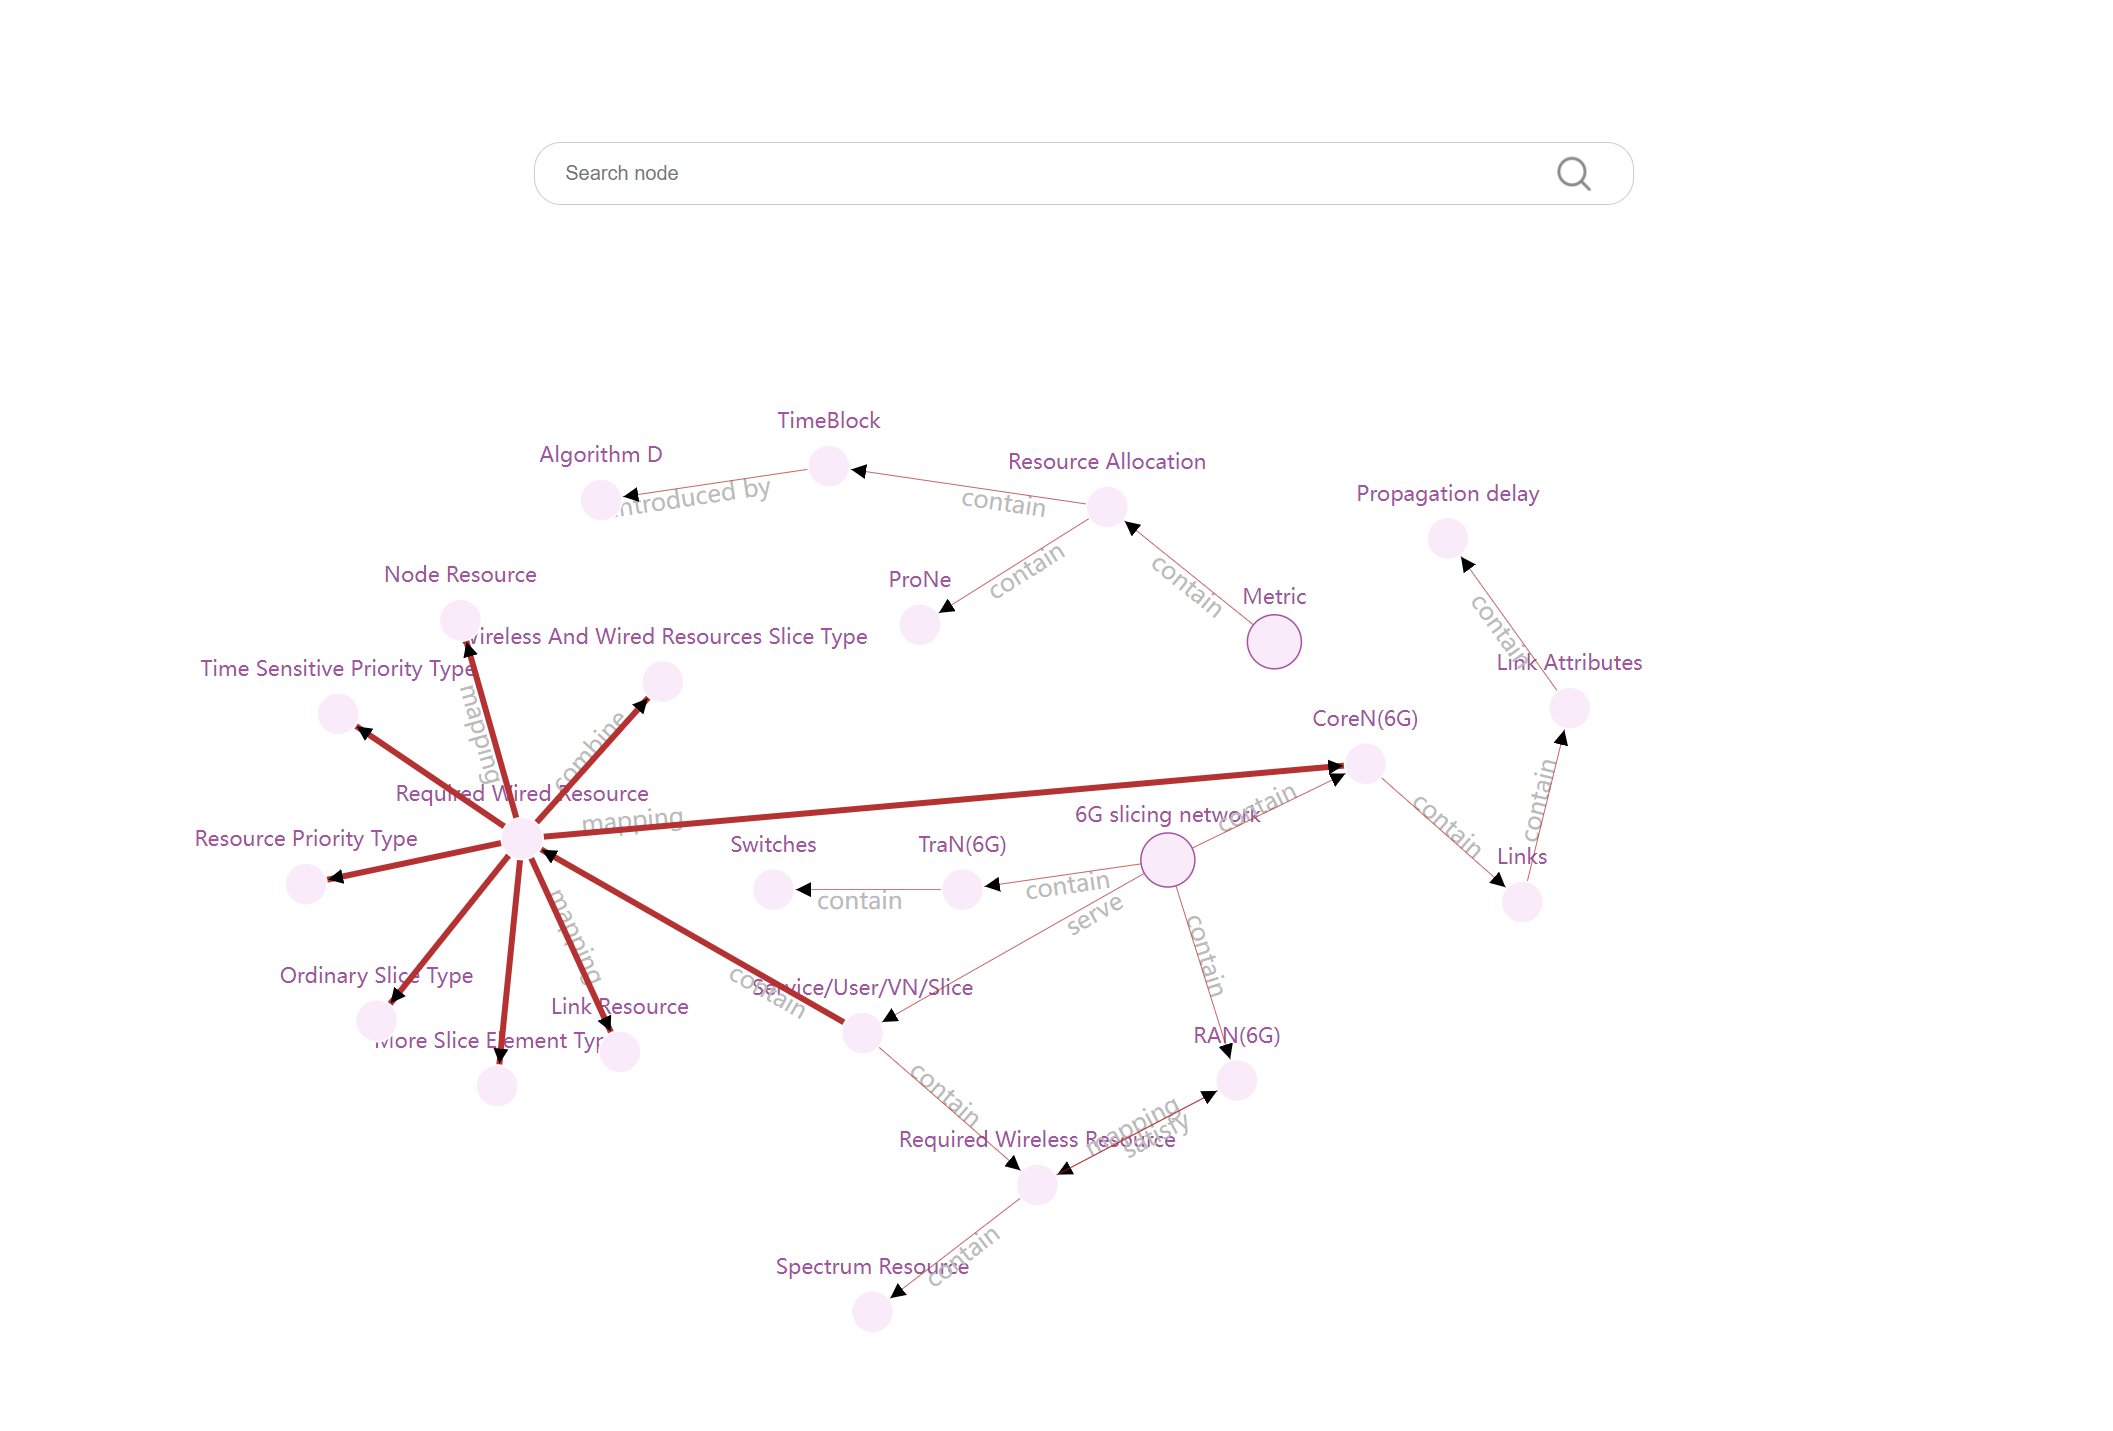 Search node
TimeBlock
Algorithm D
Resource Allocation
introduced by
contain
Propagation delay
contain
contain
Node Resource
ProNe
Metric
contain
Wireless And Wired Resources Slice Type
Time Sensitive Priority Type
Link Attributes
mapping
combine
CoreN(6G)
Required Wired Resource
contain
contain
mapping
6G slicing network
contain
Resource Priority Type
Switches
TraN(6G)
Links
contain
contain
serve
mapping
contain
Ordinary Slice Type
contain
Service/User/VN/Slice
Link Resource
More Slice Element Type
RAN(6G)
contain
mapping
satisfy
Required Wireless Resource
contain
Spectrum Resource